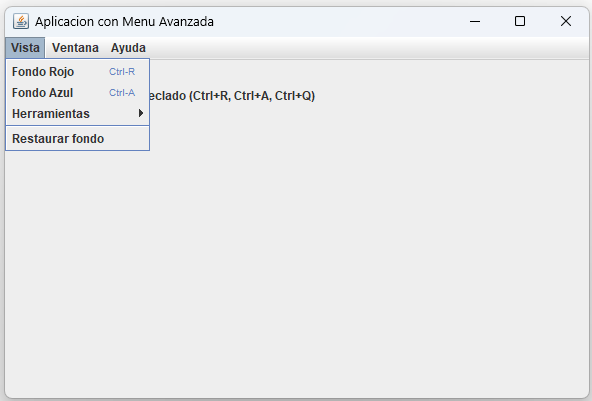 Aplicacion con Menu Avanzada
Vista Ventana Ayuda
Fondo Rojo Ctrl-R
Fondo Azul Ctrl-A
(Ctrl+R, Ctrl+A, Ctrl+Q)
Herramientas
Restaurar fondo